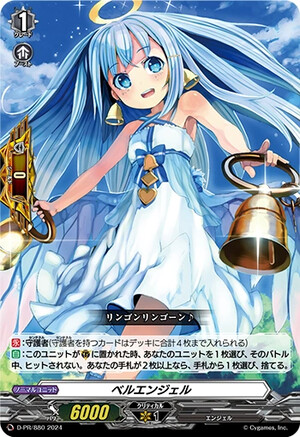 1
グレード
ブースト
0
リンゴンリンゴーン♪
守護者(守護者を持つカードはデッキに合計4枚まで入れられる)
:このユニットがGに置かれた時、あなたのユニットを1枚選び、そのバトル
中、ヒットされない。あなたの手札が2枚以上なら、手札から1枚選び、捨てる。
ノーマルユニット
ベルエンジェル
パワー 6000
クリティカル
1
エンジェル
D-PR/880 2024
© Cygames, Inc.